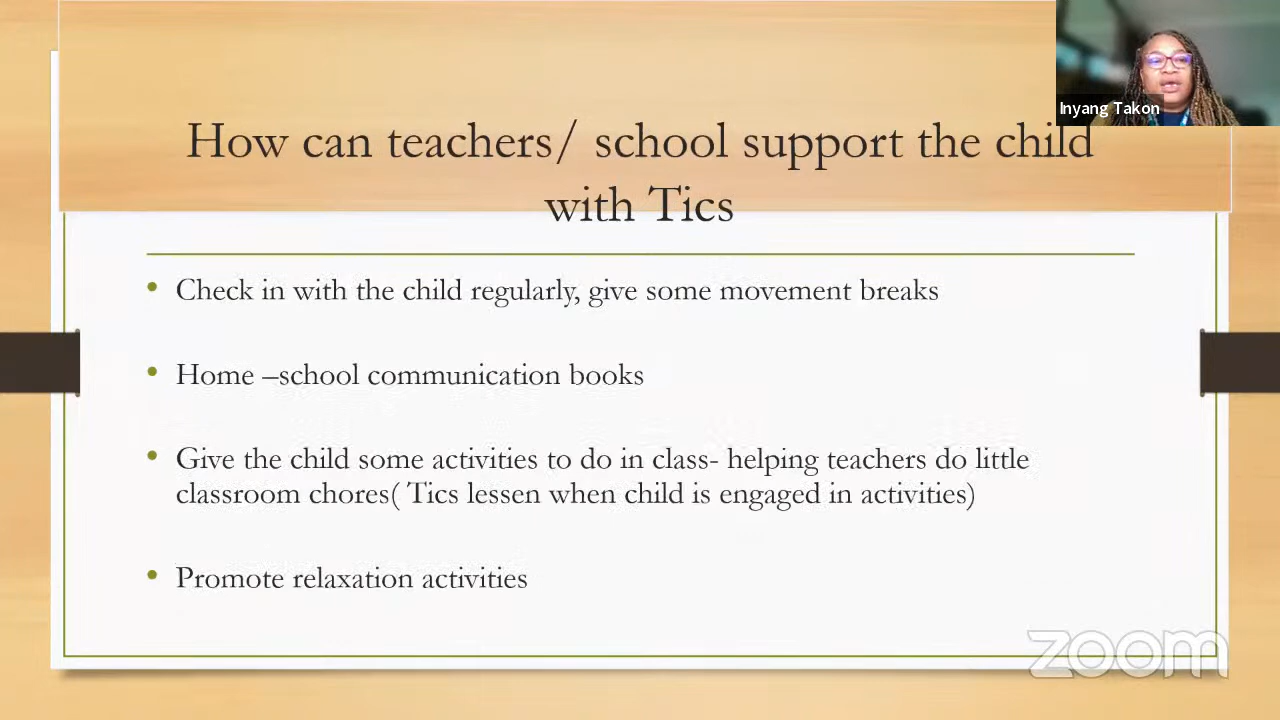 Inyang Takon
How can teachers/ school support the child
with Tics
• Check in with the child regularly, give some movement breaks
• Home –school communication books
• Give the child some activities to do in class- helping teachers do little
classroom chores( Tics lessen when child is engaged in activities)
• Promote relaxation activities
zoom